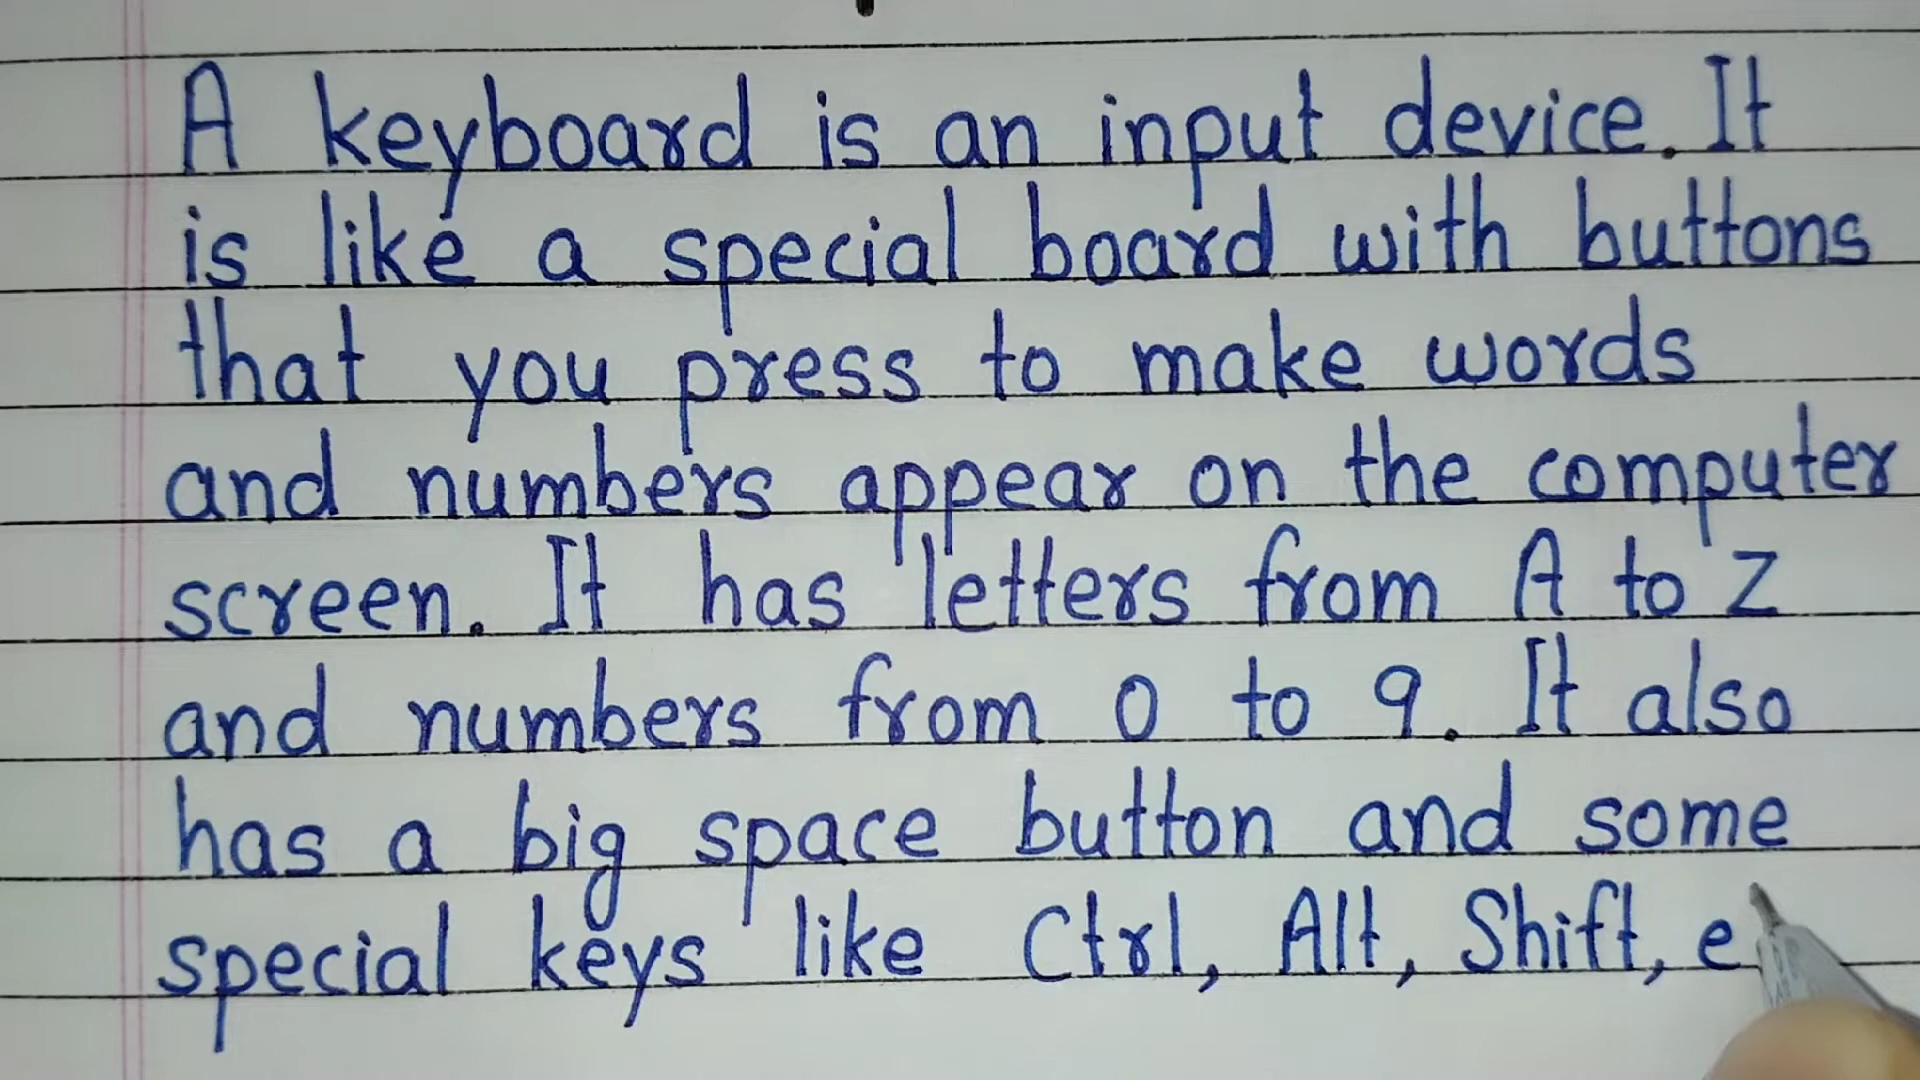 A keyboard is an input device. It
is like a special board with buttons
that you press to make words
and numbers appear on the computer
screen. It has letters from A to Z
and numbers from 0 to 9. It also
has a big space button and some
special keys like Ctrl, Alt, Shift, e